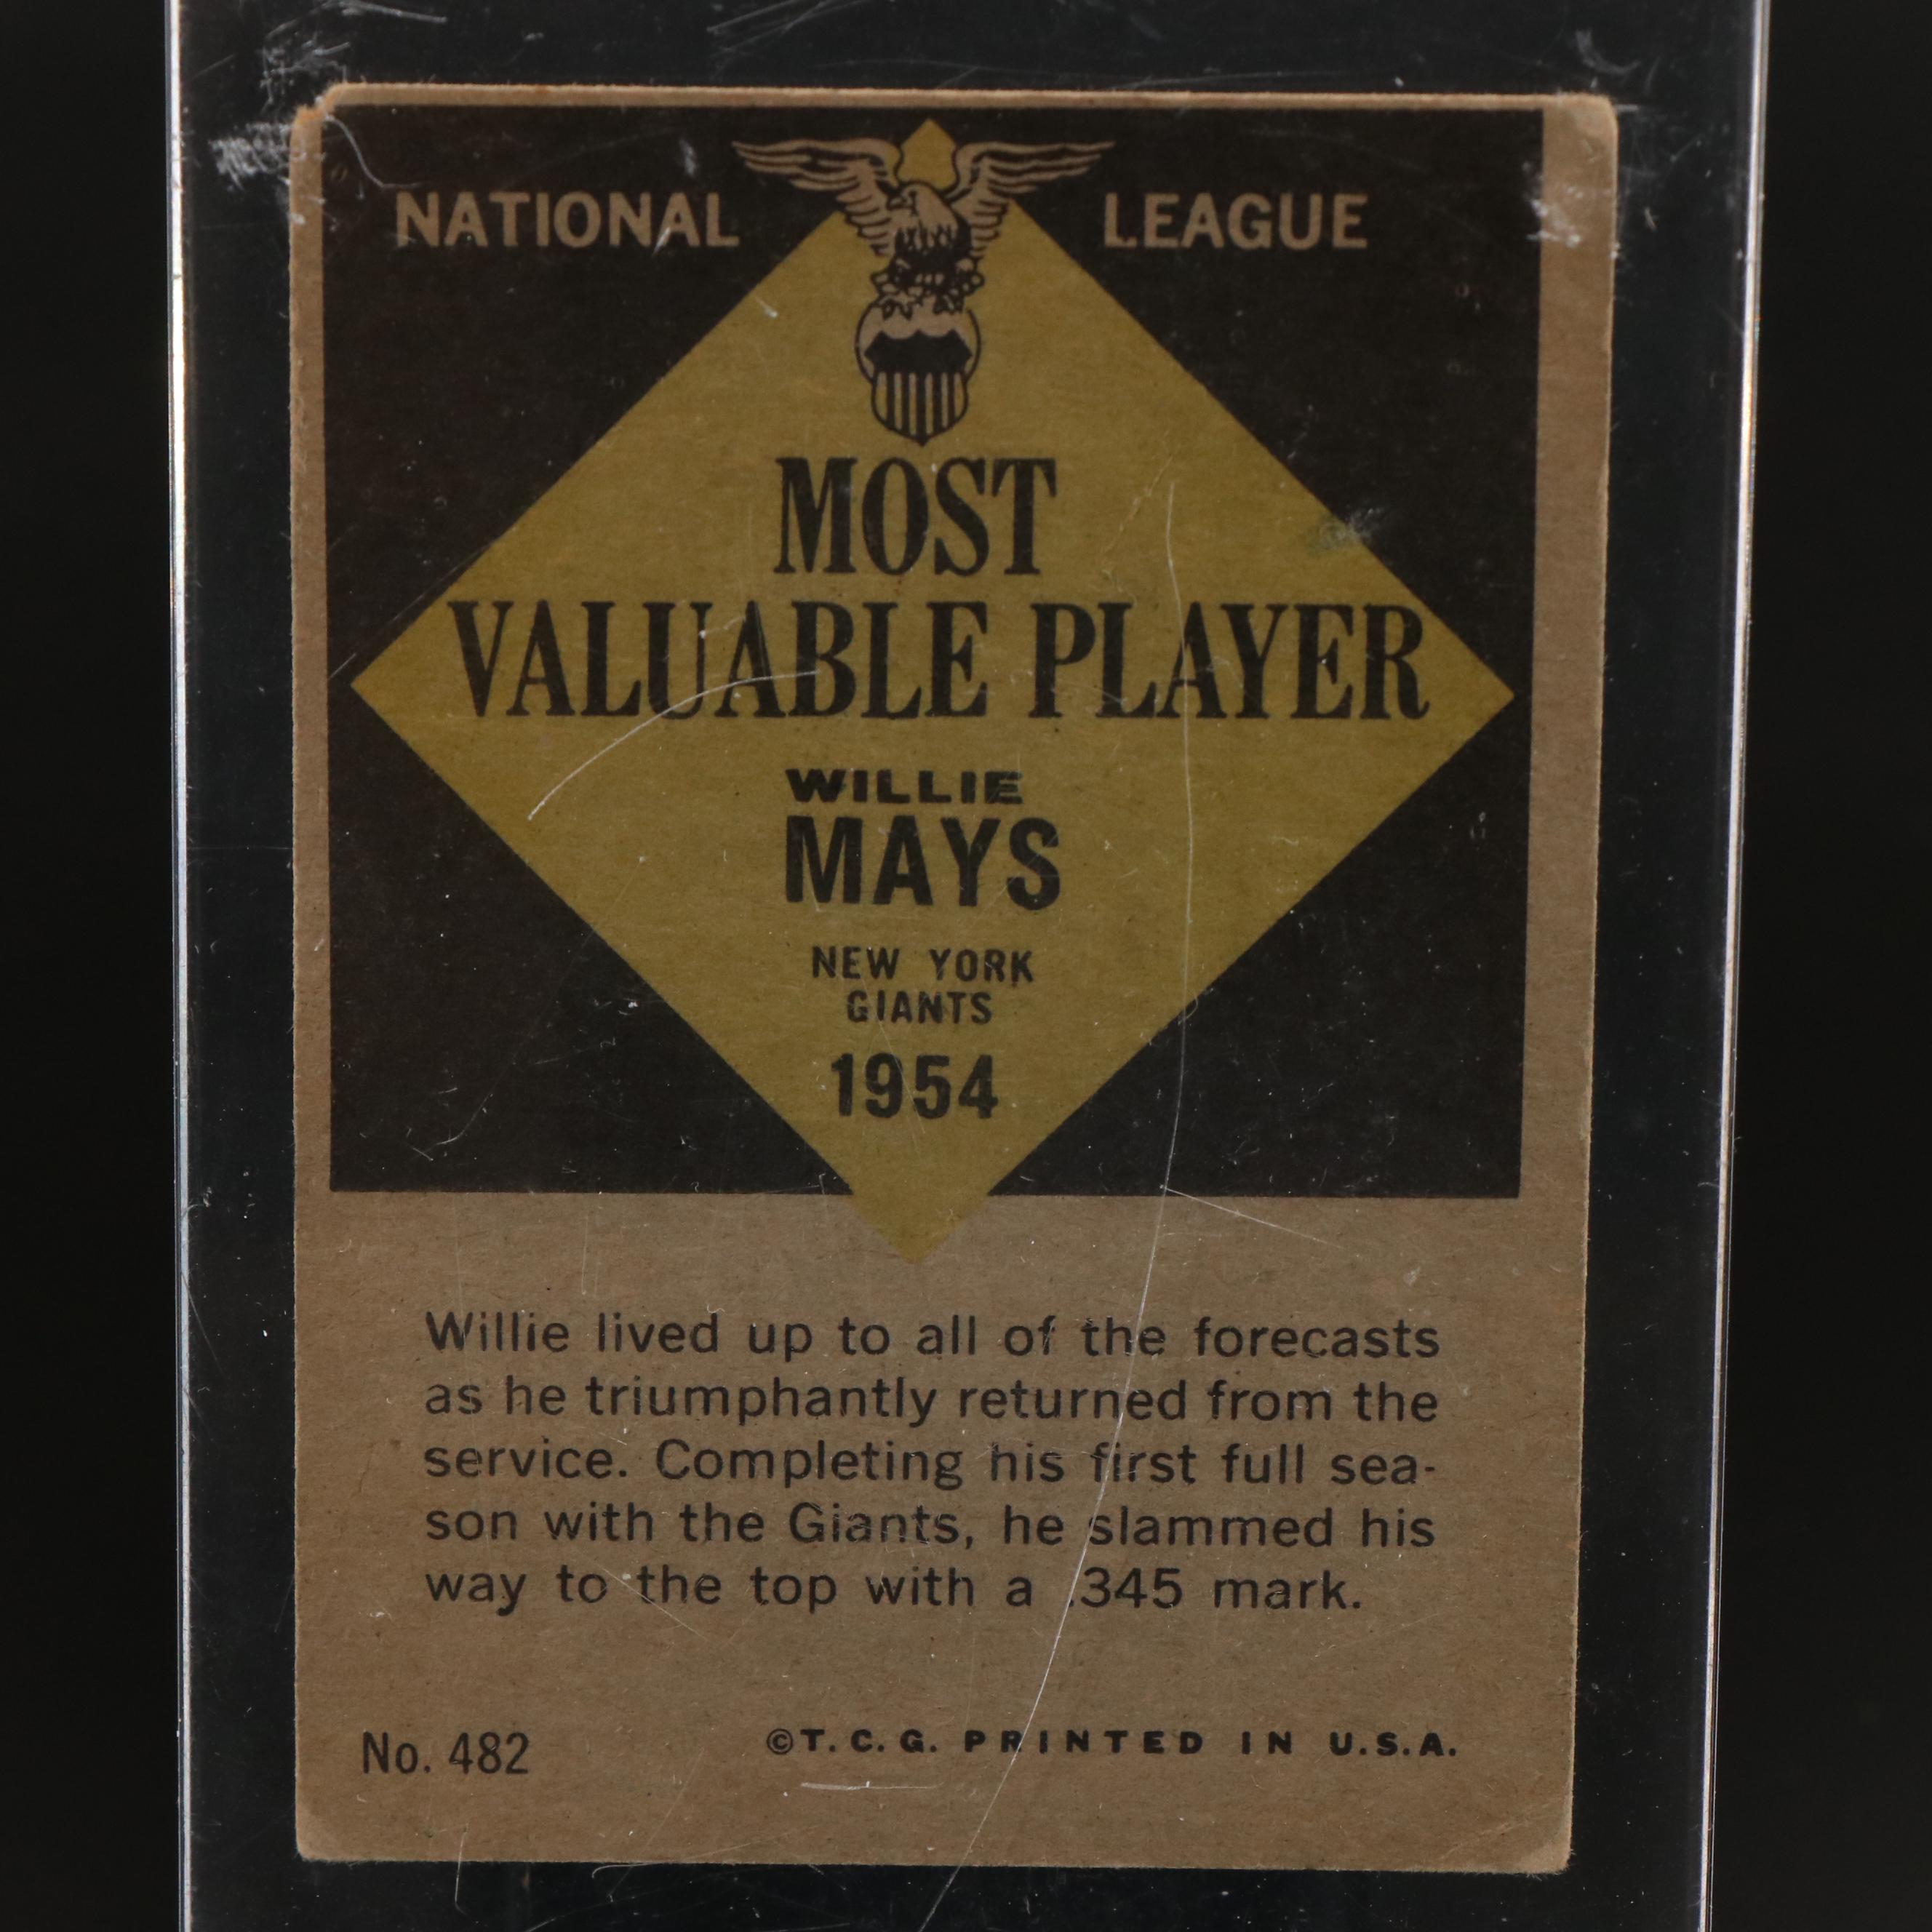 NATIONAL LEAGUE
MOST
VALUABLE PLAYER
WILLIE
MAYS
NEW YORK
GIANTS
1954
Willie lived up to all of the forecasts
as he triumphantly returned from the
service. Completing his first full sea-
son with the Giants, he slammed his
way to the top with a .345 mark.
No. 482 ©T.C.G. PRINTED IN U.S.A.